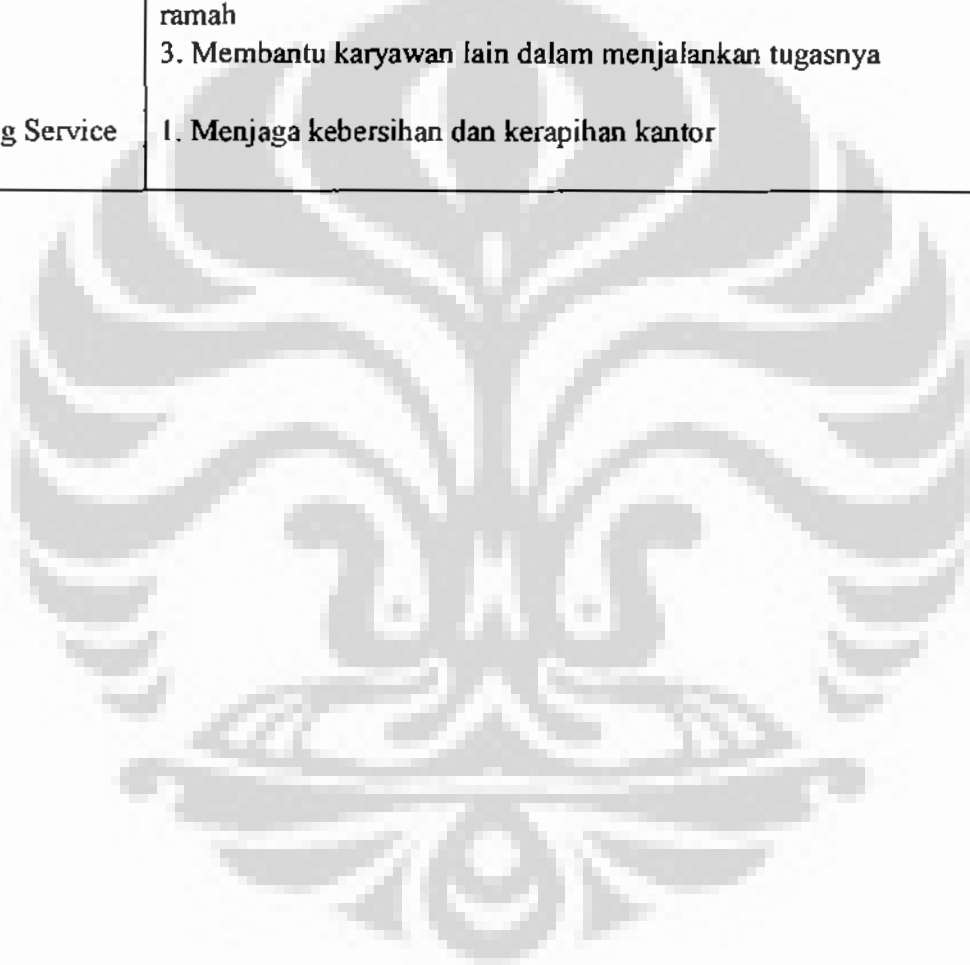 ramah
3. Membantu karyawan lain dalam menjalankan tugasnya
g Service 1. Menjaga kebersihan dan kerapihan kantor